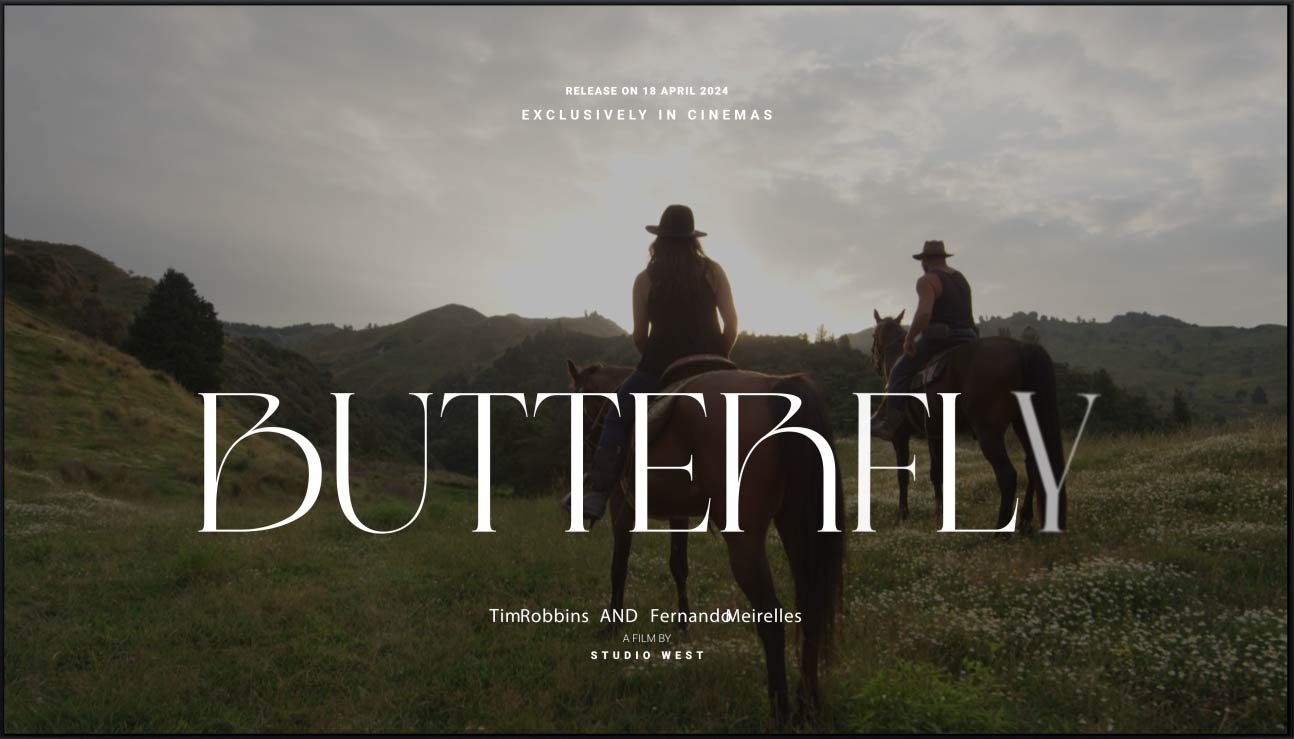 RELEASE ON 18 APRIL 2024
EXCLUSIVELY IN CINEMAS
BUTTERFLY
TimRobbins AND FernandoMeirelles
A FILM BY
STUDIO WEST